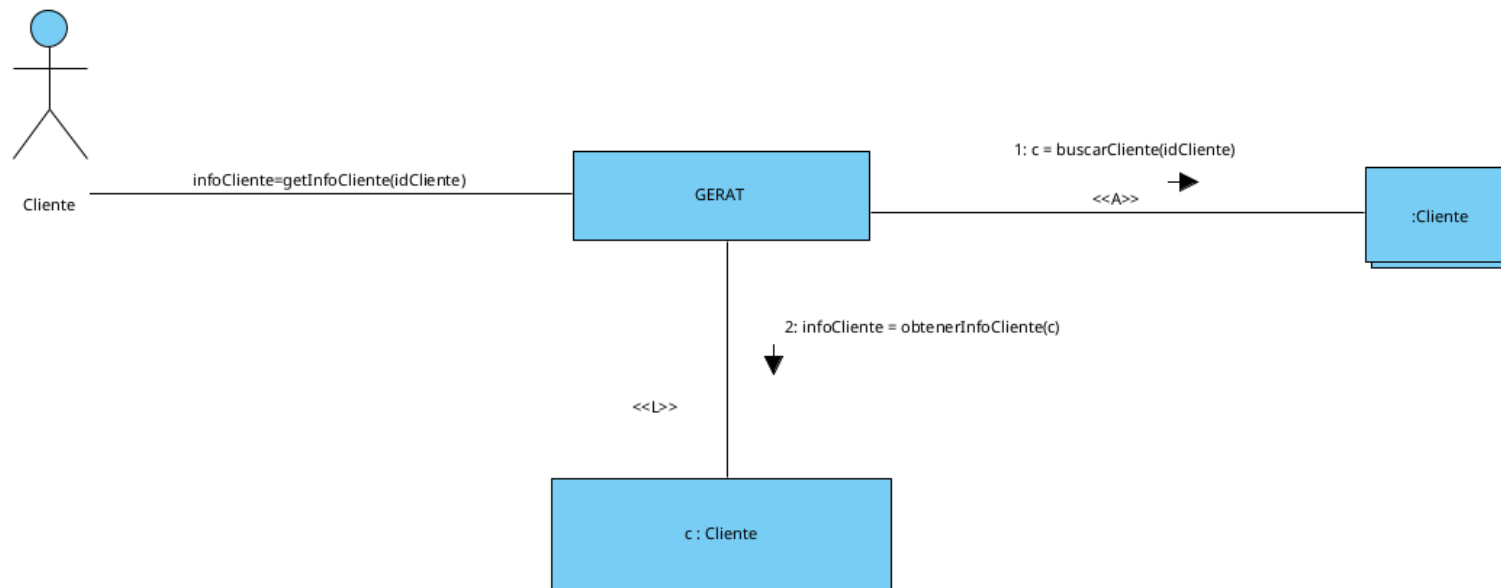 1: c = buscarCliente(idCliente)
infoCliente=getInfoCliente(idCliente)
GERAT
<<A>>
Cliente
:Cliente
2: infoCliente = obtenerInfoCliente(c)
<<L>>
c : Cliente